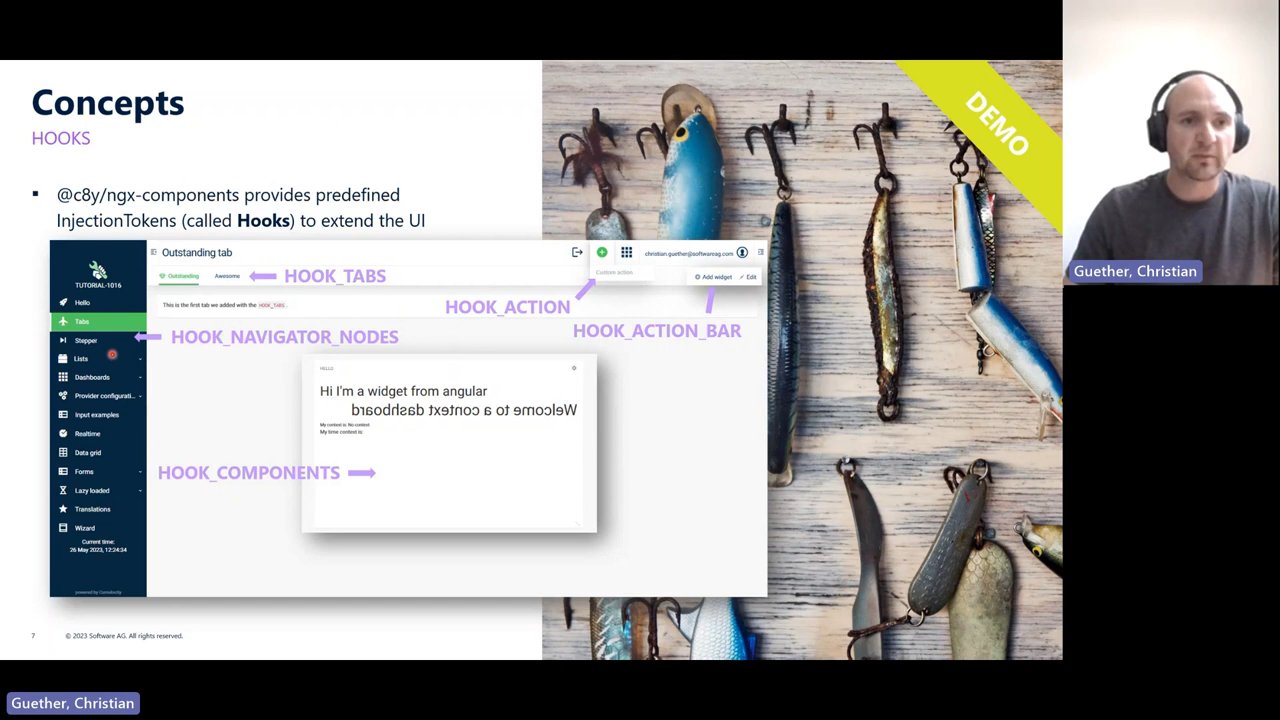 Concepts
HOOKS
▪ @c8y/ngx-components provides predefined
InjectionTokens (called Hooks) to extend the UI
DEMO
TUTORIAL-1016
Hello
Tabs
Stepper
Lists
Dashboards
Provider configurati...
Input examples
Realtime
Data grid
Forms
Lazy loaded
Translations
Wizard
Current time:
26 May 2023, 12:24:34
powered by Cumulocity
Outstanding tab
christian.guether@softwareag.com
Outstanding
Awesome
HOOK_TABS
Custom action
Add widget
Edit
HOOK_ACTION
HOOK_ACTION_BAR
This is the first tab we added with the HOOK_TABS.
HOOK_NAVIGATOR_NODES
HELLO
Hi I'm a widget from angular
Welcome to a context dashboard
My context is: No context
My time context is:
HOOK_COMPONENTS
7
© 2023 Software AG. All rights reserved.
Guether, Christian
Guether, Christian